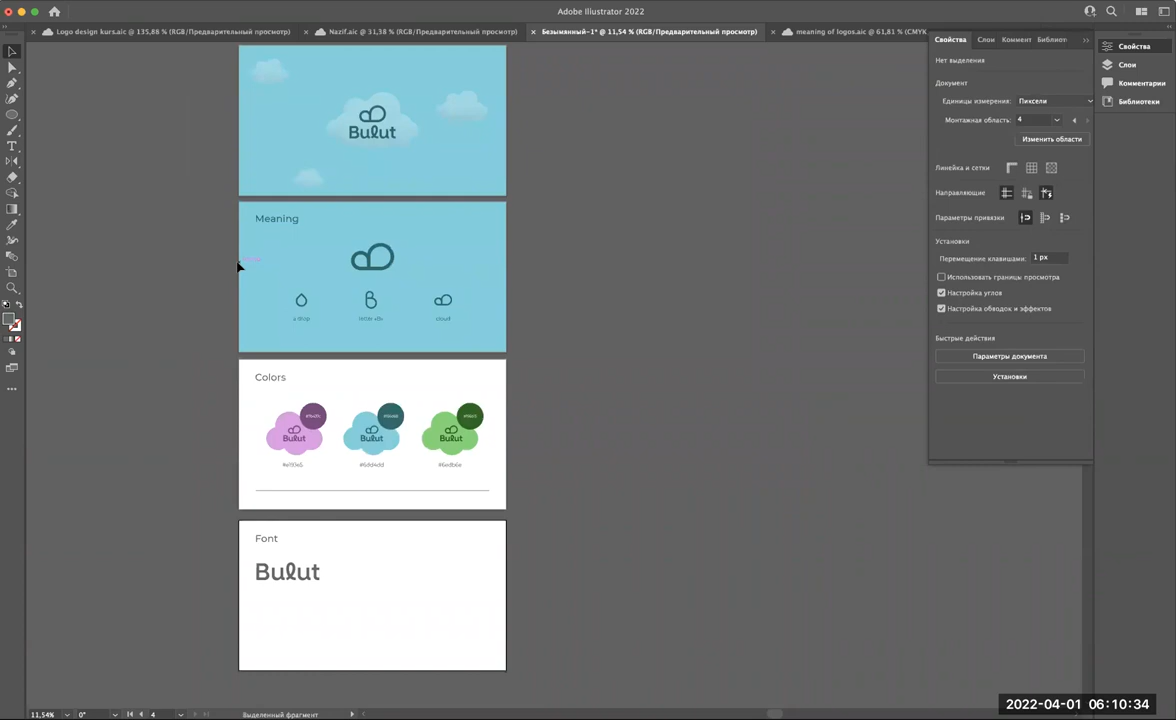 Adobe Illustrator 2022
Logo design kurs.aic @ 135,88 % (RGB/Предварительный просмотр)
Nazif.aic @ 31,38 % (RGB/Предварительный просмотр)
Безымянный-1* @ 11,54 % (RGB/Предварительный просмотр)
meaning of logos.aic @ 61,81 % (CMYK
Свойства
Слои
Коммент
Библиот
Нет выделения
Документ
Единицы измерения:
Пиксели
Монтажная область:
4
Изменить области
Линейка и сетки
Направляющие
Параметры привязки
Установки
Перемещение клавишами:
1 px
Использовать границы просмотра
Настройка углов
Настройка обводок и эффектов
Быстрые действия
Параметры документа
Установки
Свойства
Слои
Комментарии
Библиотеки
Bulut
Meaning
a drop
letter «B»
cloud
Colors
Bulut
Bulut
Bulut
Font
Bulut
11,54%
0°
4
Выделенный фрагмент
2022-04-01 06:10:34